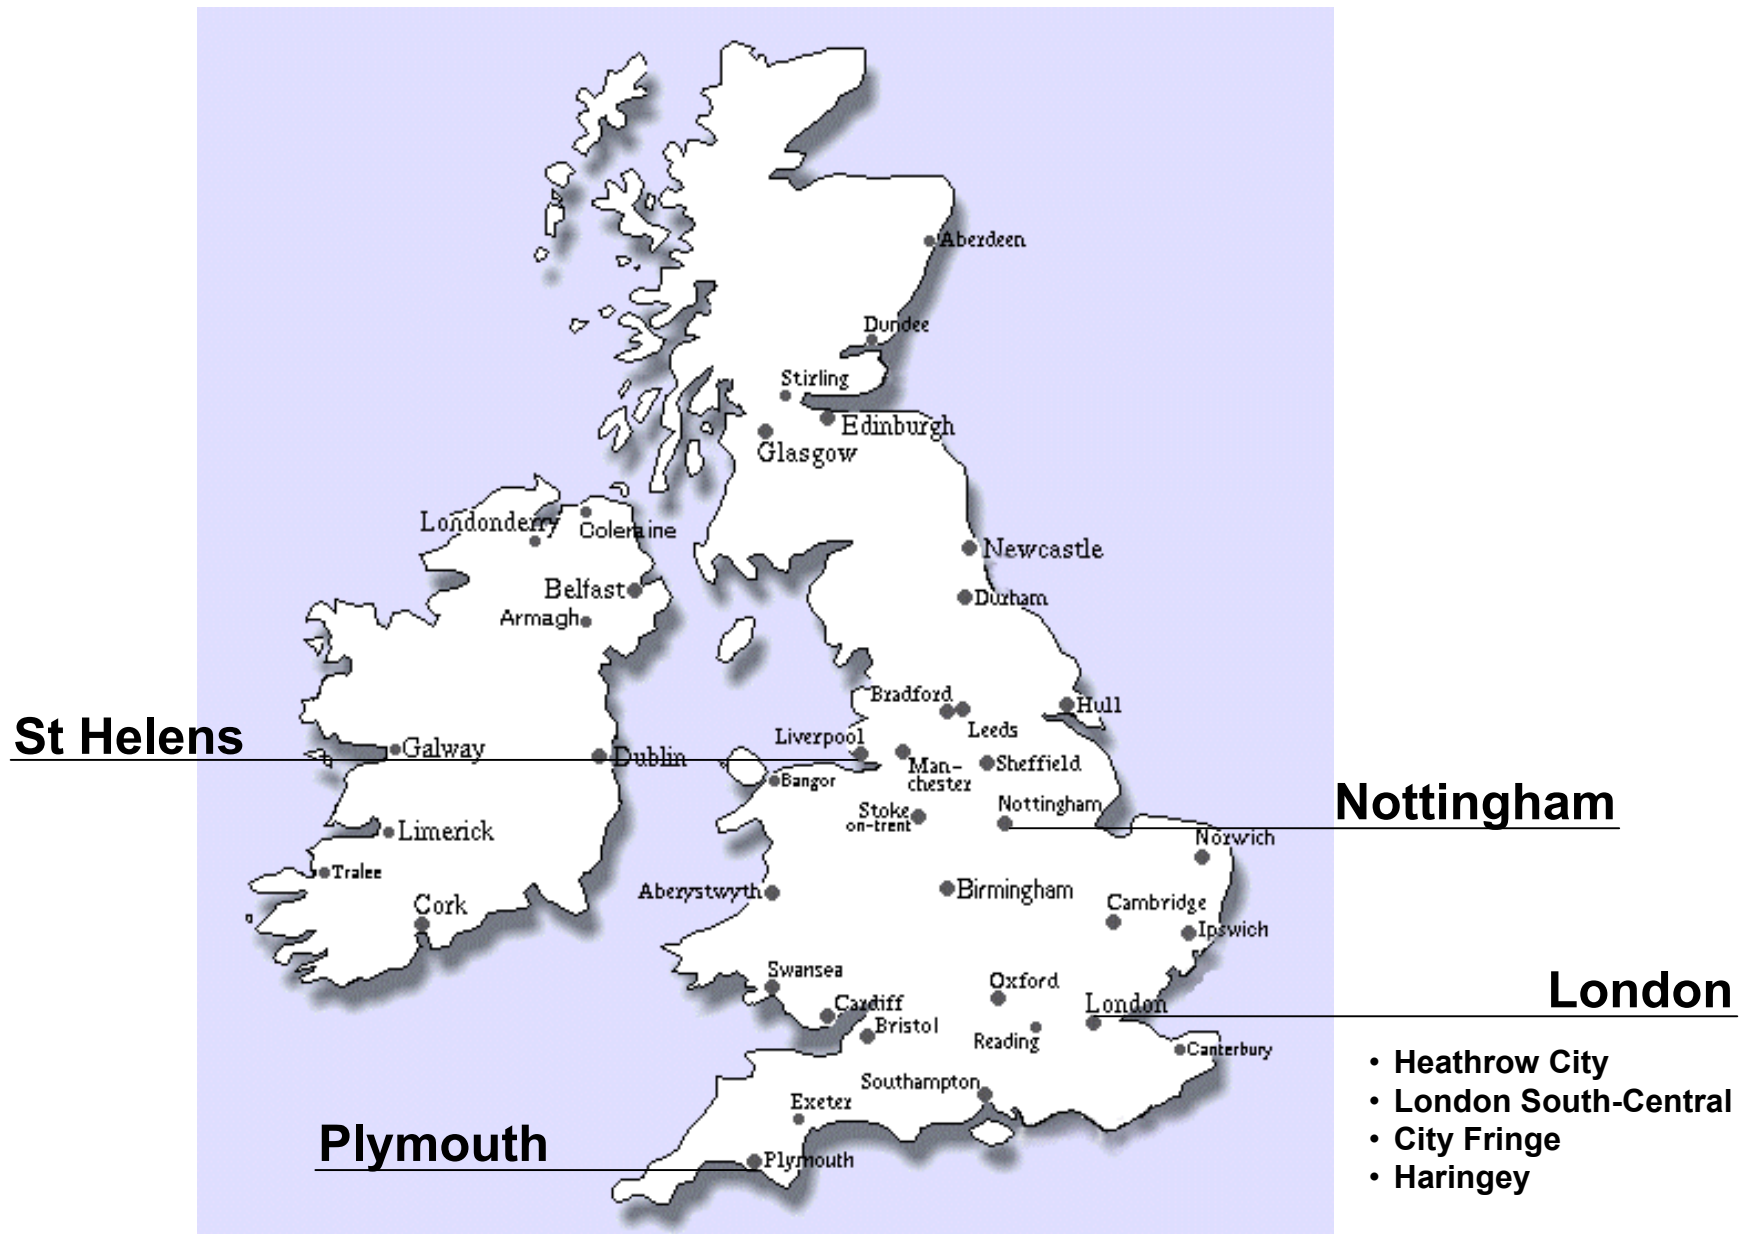 Aberdeen
Dundee
Stirling
Edinburgh
Glasgow
Londonderry
Coleraine
Newcastle
Belfast
Durham
Armagh
Bradford
Hull
St Helens
Leeds
Liverpool
Galway
Dublin
Man-
chester
Sheffield
Bangor
Nottingham
Nottingham
Stoke
on-trent
Limerick
Norwich
Tralee
Aberystwyth
Birmingham
Cork
Cambridge
Ipswich
Swansea
Oxford
London
Cardiff
London
Bristol
Reading
Canterbury
• Heathrow City
Southampton
• London South-Central
Exeter
• City Fringe
Plymouth
Plymouth
• Haringey